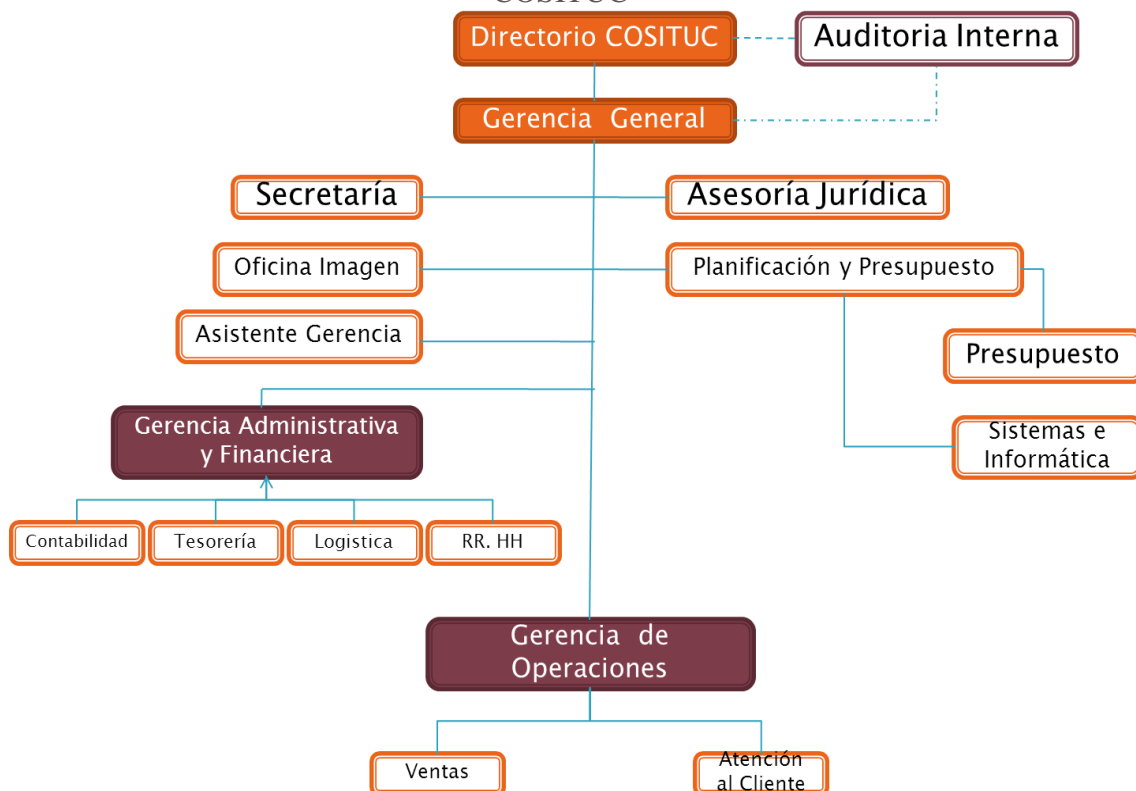 COSITUC
Directorio COSITUC
Auditoria Interna
Gerencia General
Secretaría
Asesoría Jurídica
Oficina Imagen
Planificación y Presupuesto
Asistente Gerencia
Presupuesto
Gerencia Administrativa
y Financiera
Sistemas e
Informática
Contabilidad
Tesorería
Logistica
RR. HH
Gerencia de
Operaciones
Ventas
Atención
al Cliente